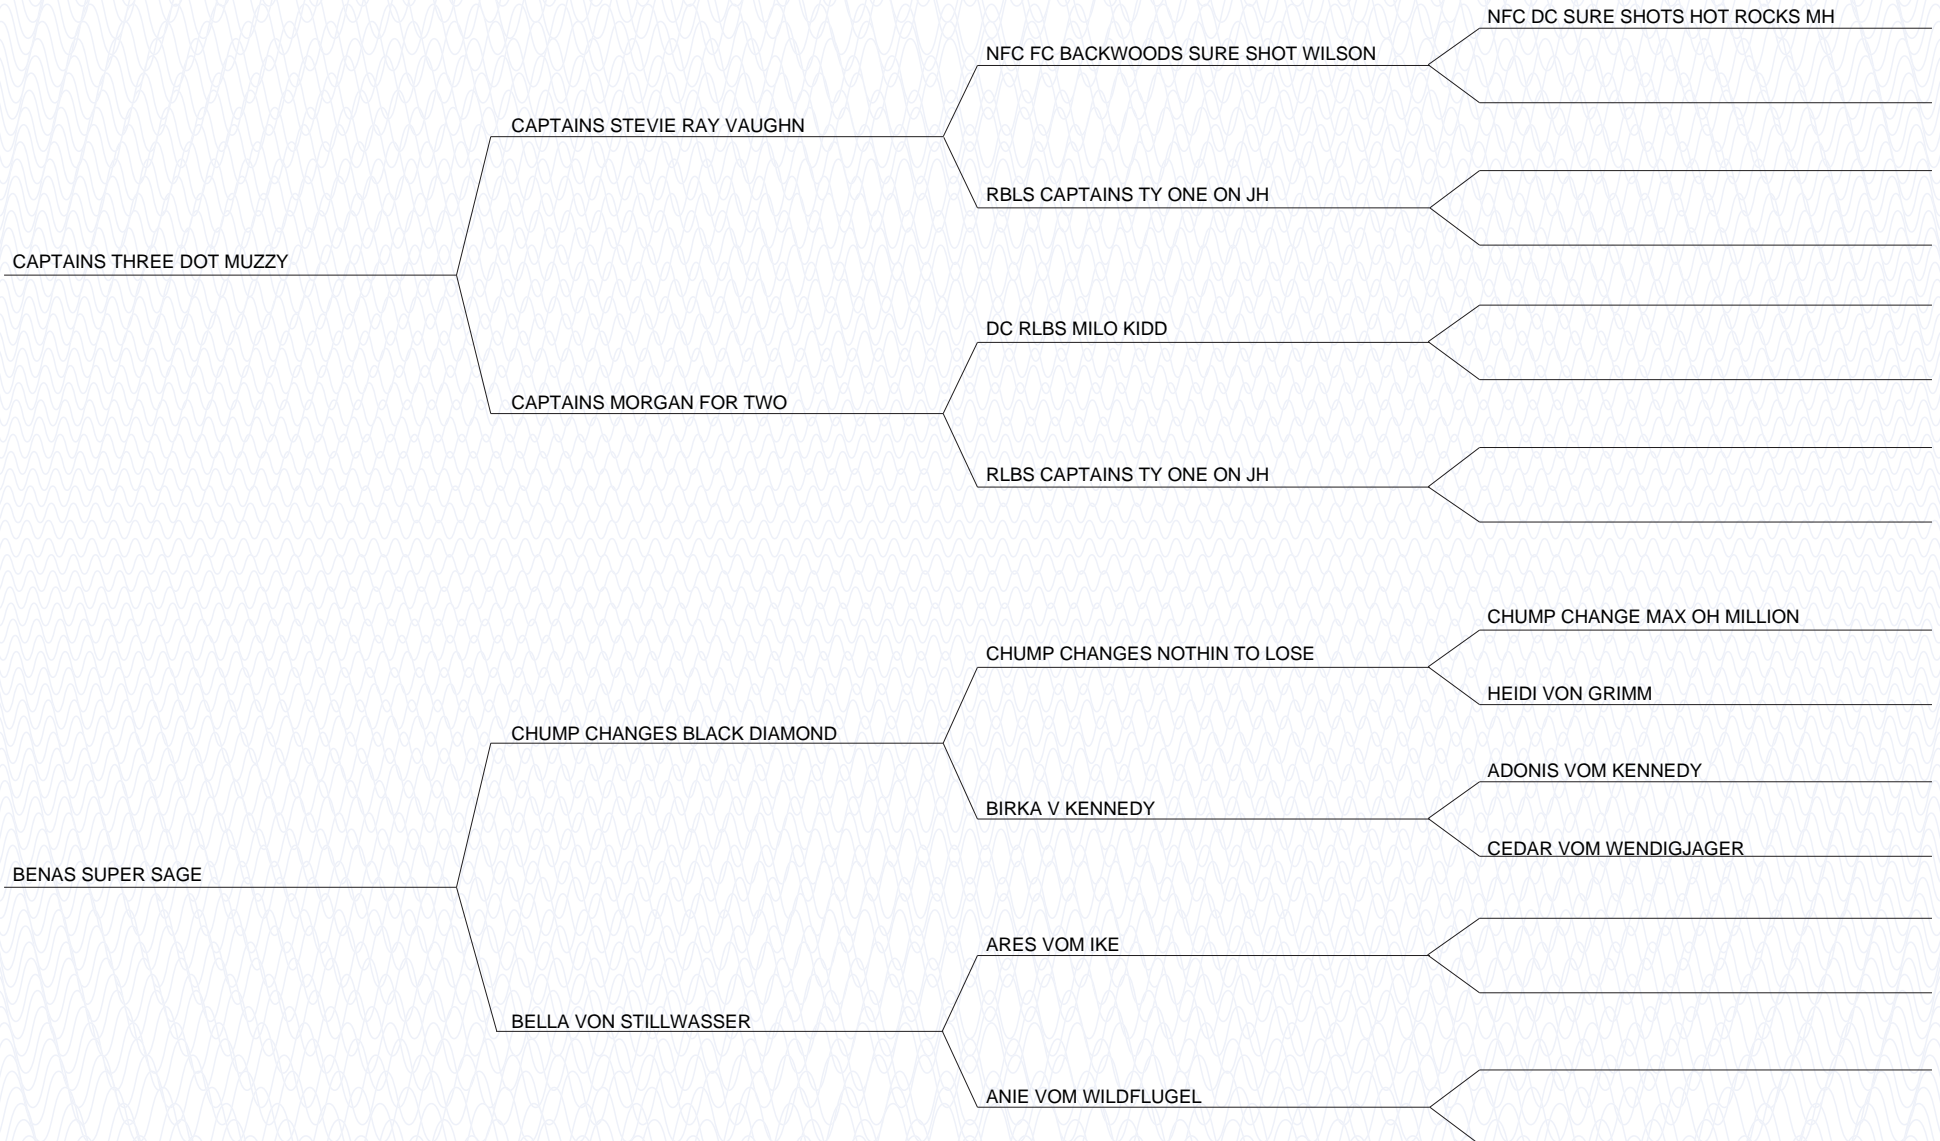 NFC DC SURE SHOTS HOT ROCKS MH
NFC FC BACKWOODS SURE SHOT WILSON
CAPTAINS STEVIE RAY VAUGHN
RBLS CAPTAINS TY ONE ON JH
CAPTAINS THREE DOT MUZZY
DC RLBS MILO KIDD
CAPTAINS MORGAN FOR TWO
RLBS CAPTAINS TY ONE ON JH
CHUMP CHANGE MAX OH MILLION
CHUMP CHANGES NOTHIN TO LOSE
HEIDI VON GRIMM
CHUMP CHANGES BLACK DIAMOND
ADONIS VOM KENNEDY
BIRKA V KENNEDY
CEDAR VOM WENDIGJAGER
BENAS SUPER SAGE
ARES VOM IKE
BELLA VON STILLWASSER
ANIE VOM WILDFLUGEL